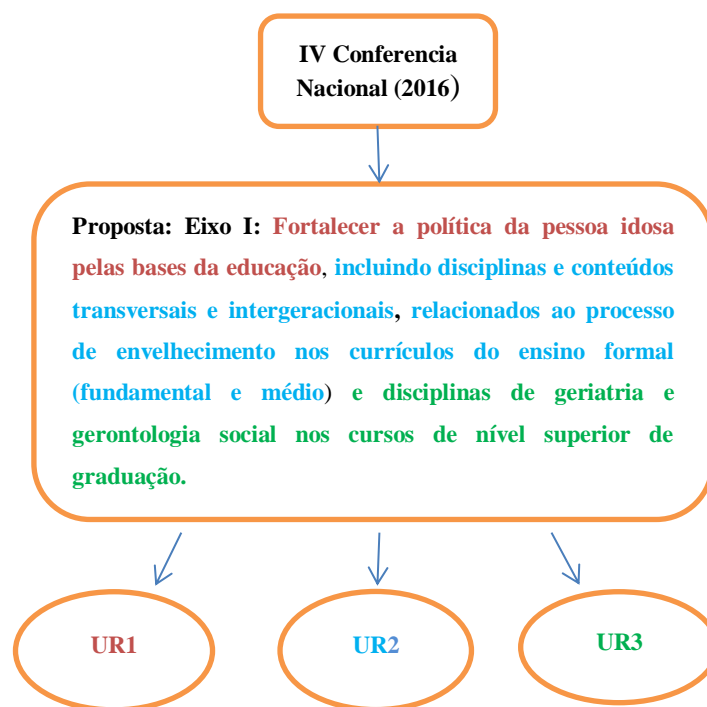 IV Conferencia
Nacional (2016)
Proposta: Eixo I: Fortalecer a política da pessoa idosa
pelas bases da educação, incluindo disciplinas e conteúdos
transversais e intergeracionais, relacionados ao processo
de envelhecimento nos currículos do ensino formal
(fundamental e médio) e disciplinas de geriatria e
gerontologia social nos cursos de nível superior de
graduação.
UR1
UR2
UR3